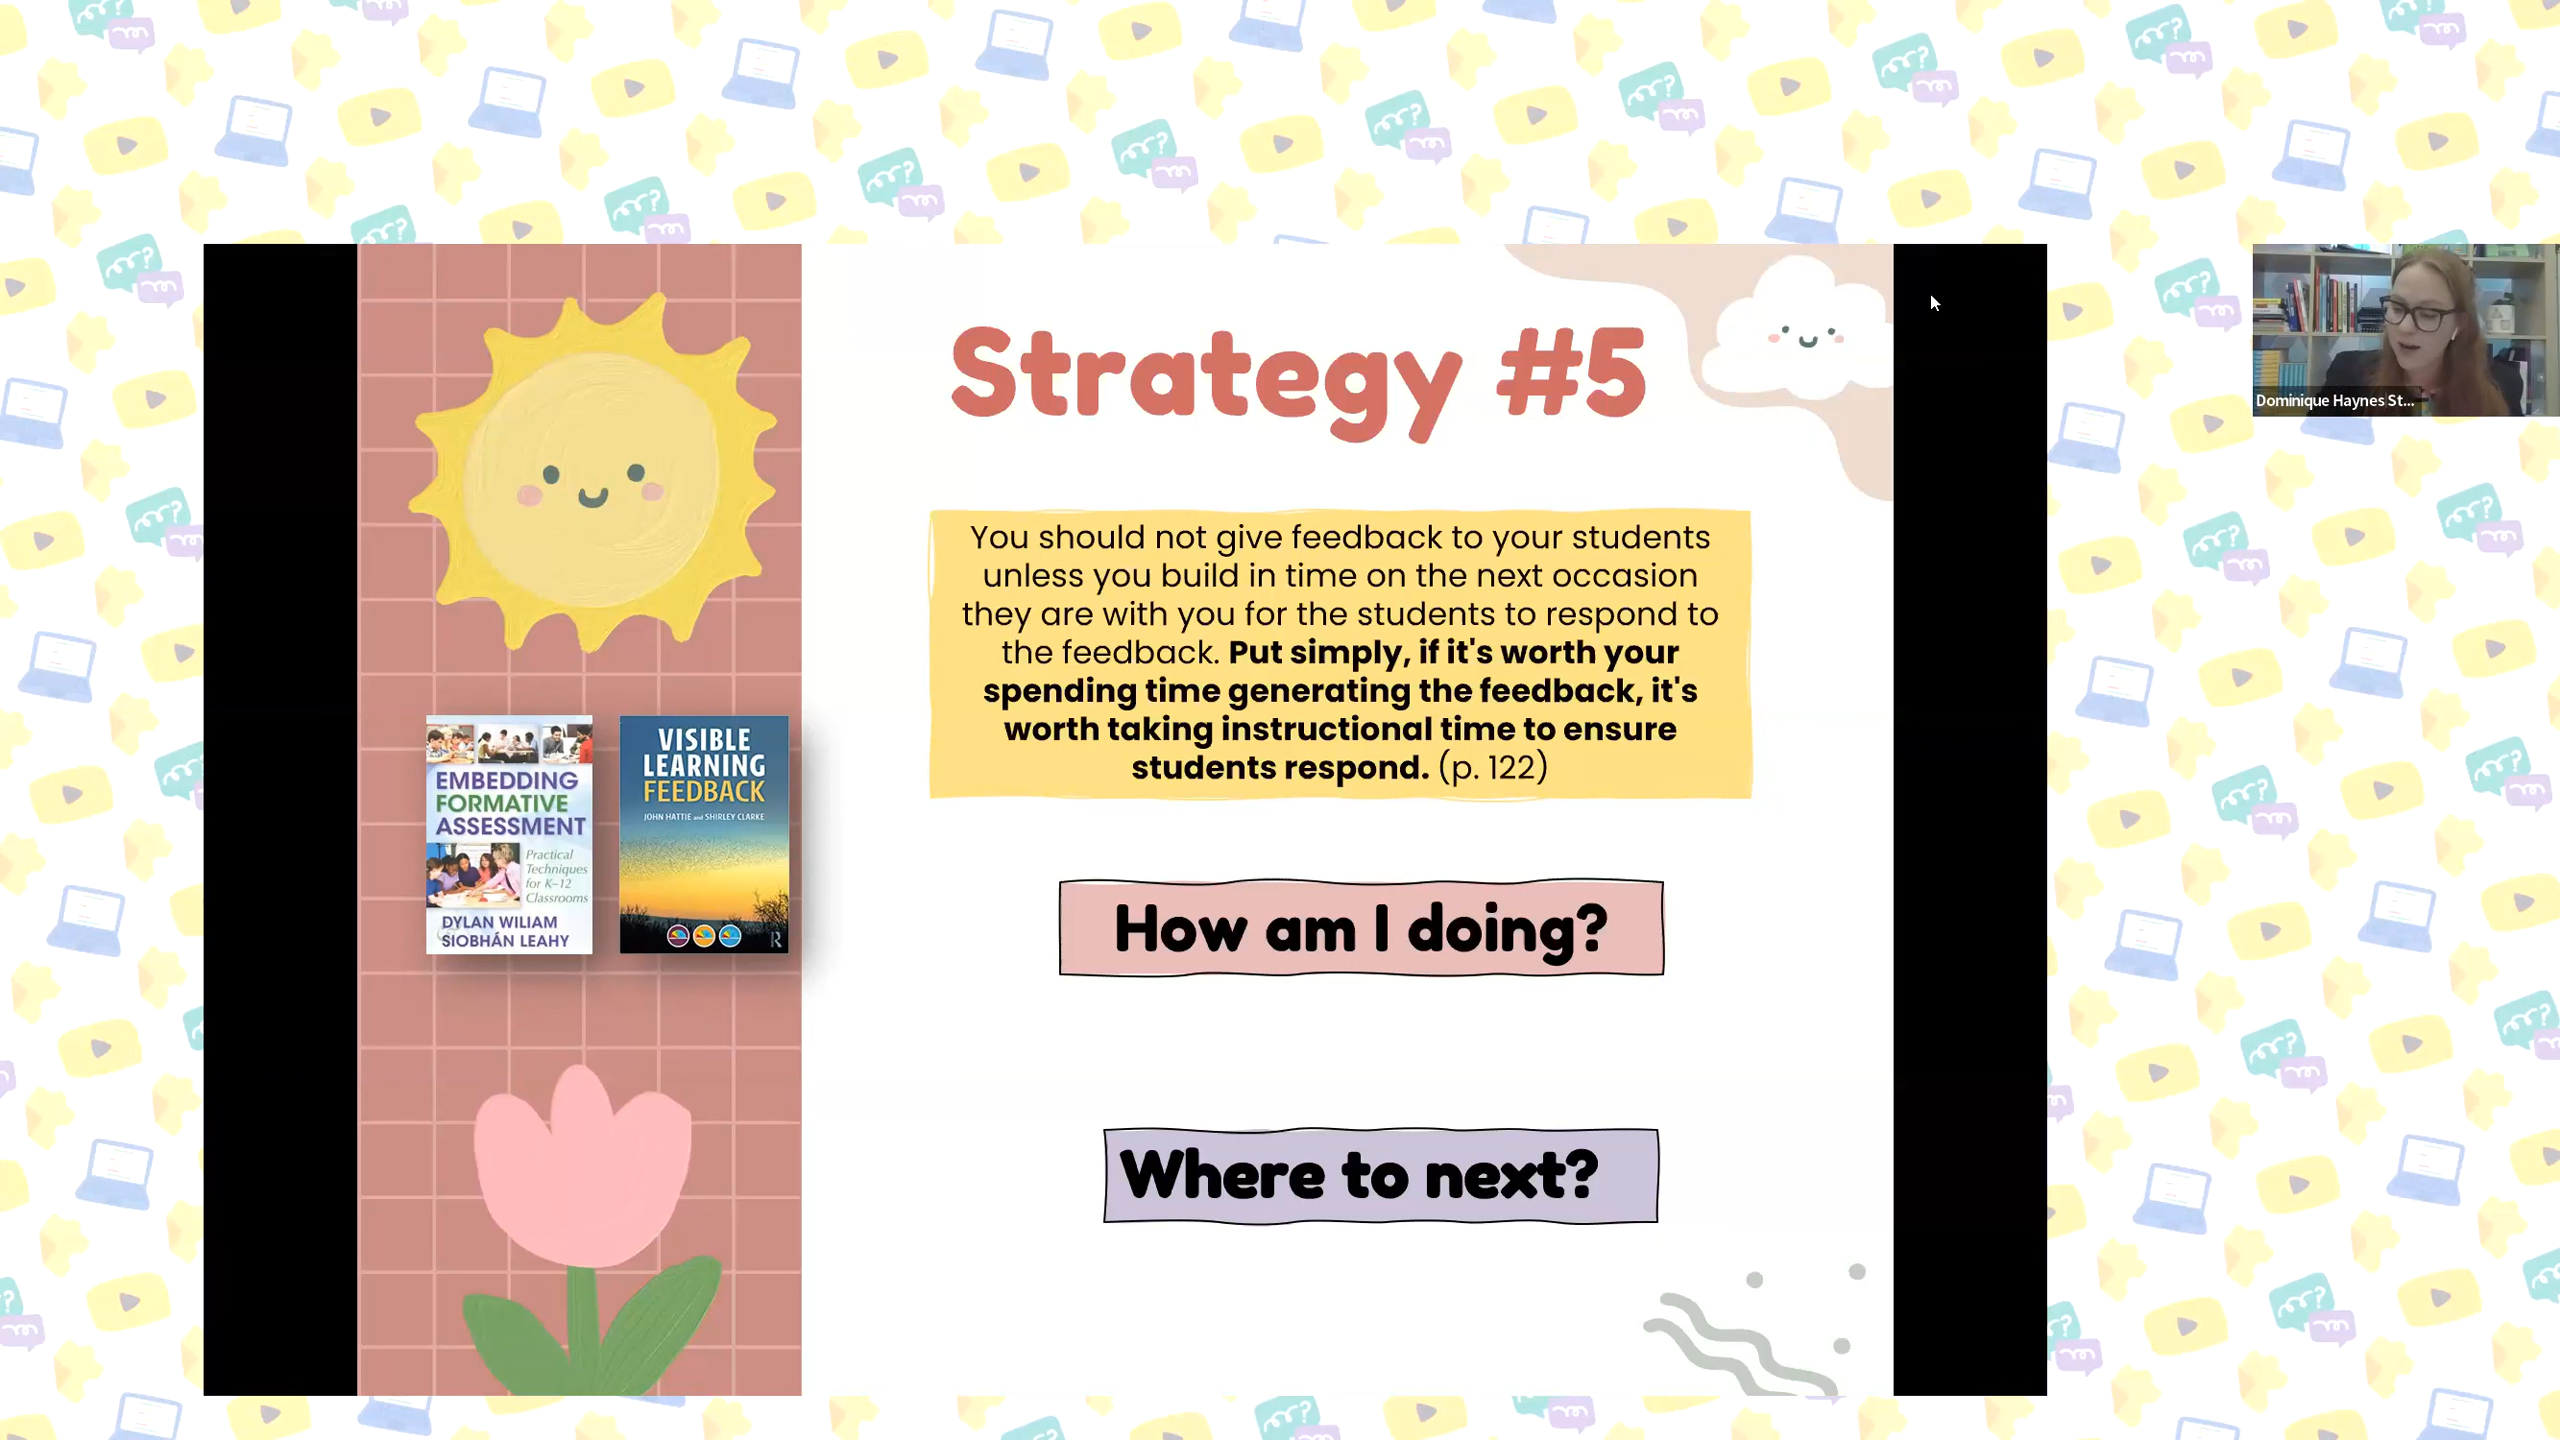 Strategy #5
You should not give feedback to your students
unless you build in time on the next occasion
they are with you for the students to respond to
the feedback. Put simply, if it's worth your
spending time generating the feedback, it's
worth taking instructional time to ensure
students respond. (p. 122)
EMBEDDING
FORMATIVE
ASSESSMENT
Practical
Techniques
for K–12
Classrooms
DYLAN WILIAM
SIOBHÁN LEAHY
VISIBLE
LEARNING
FEEDBACK
JOHN HATTIE and SHIRLEY CLARKE
How am I doing?
Where to next?
Dominique Haynes St...